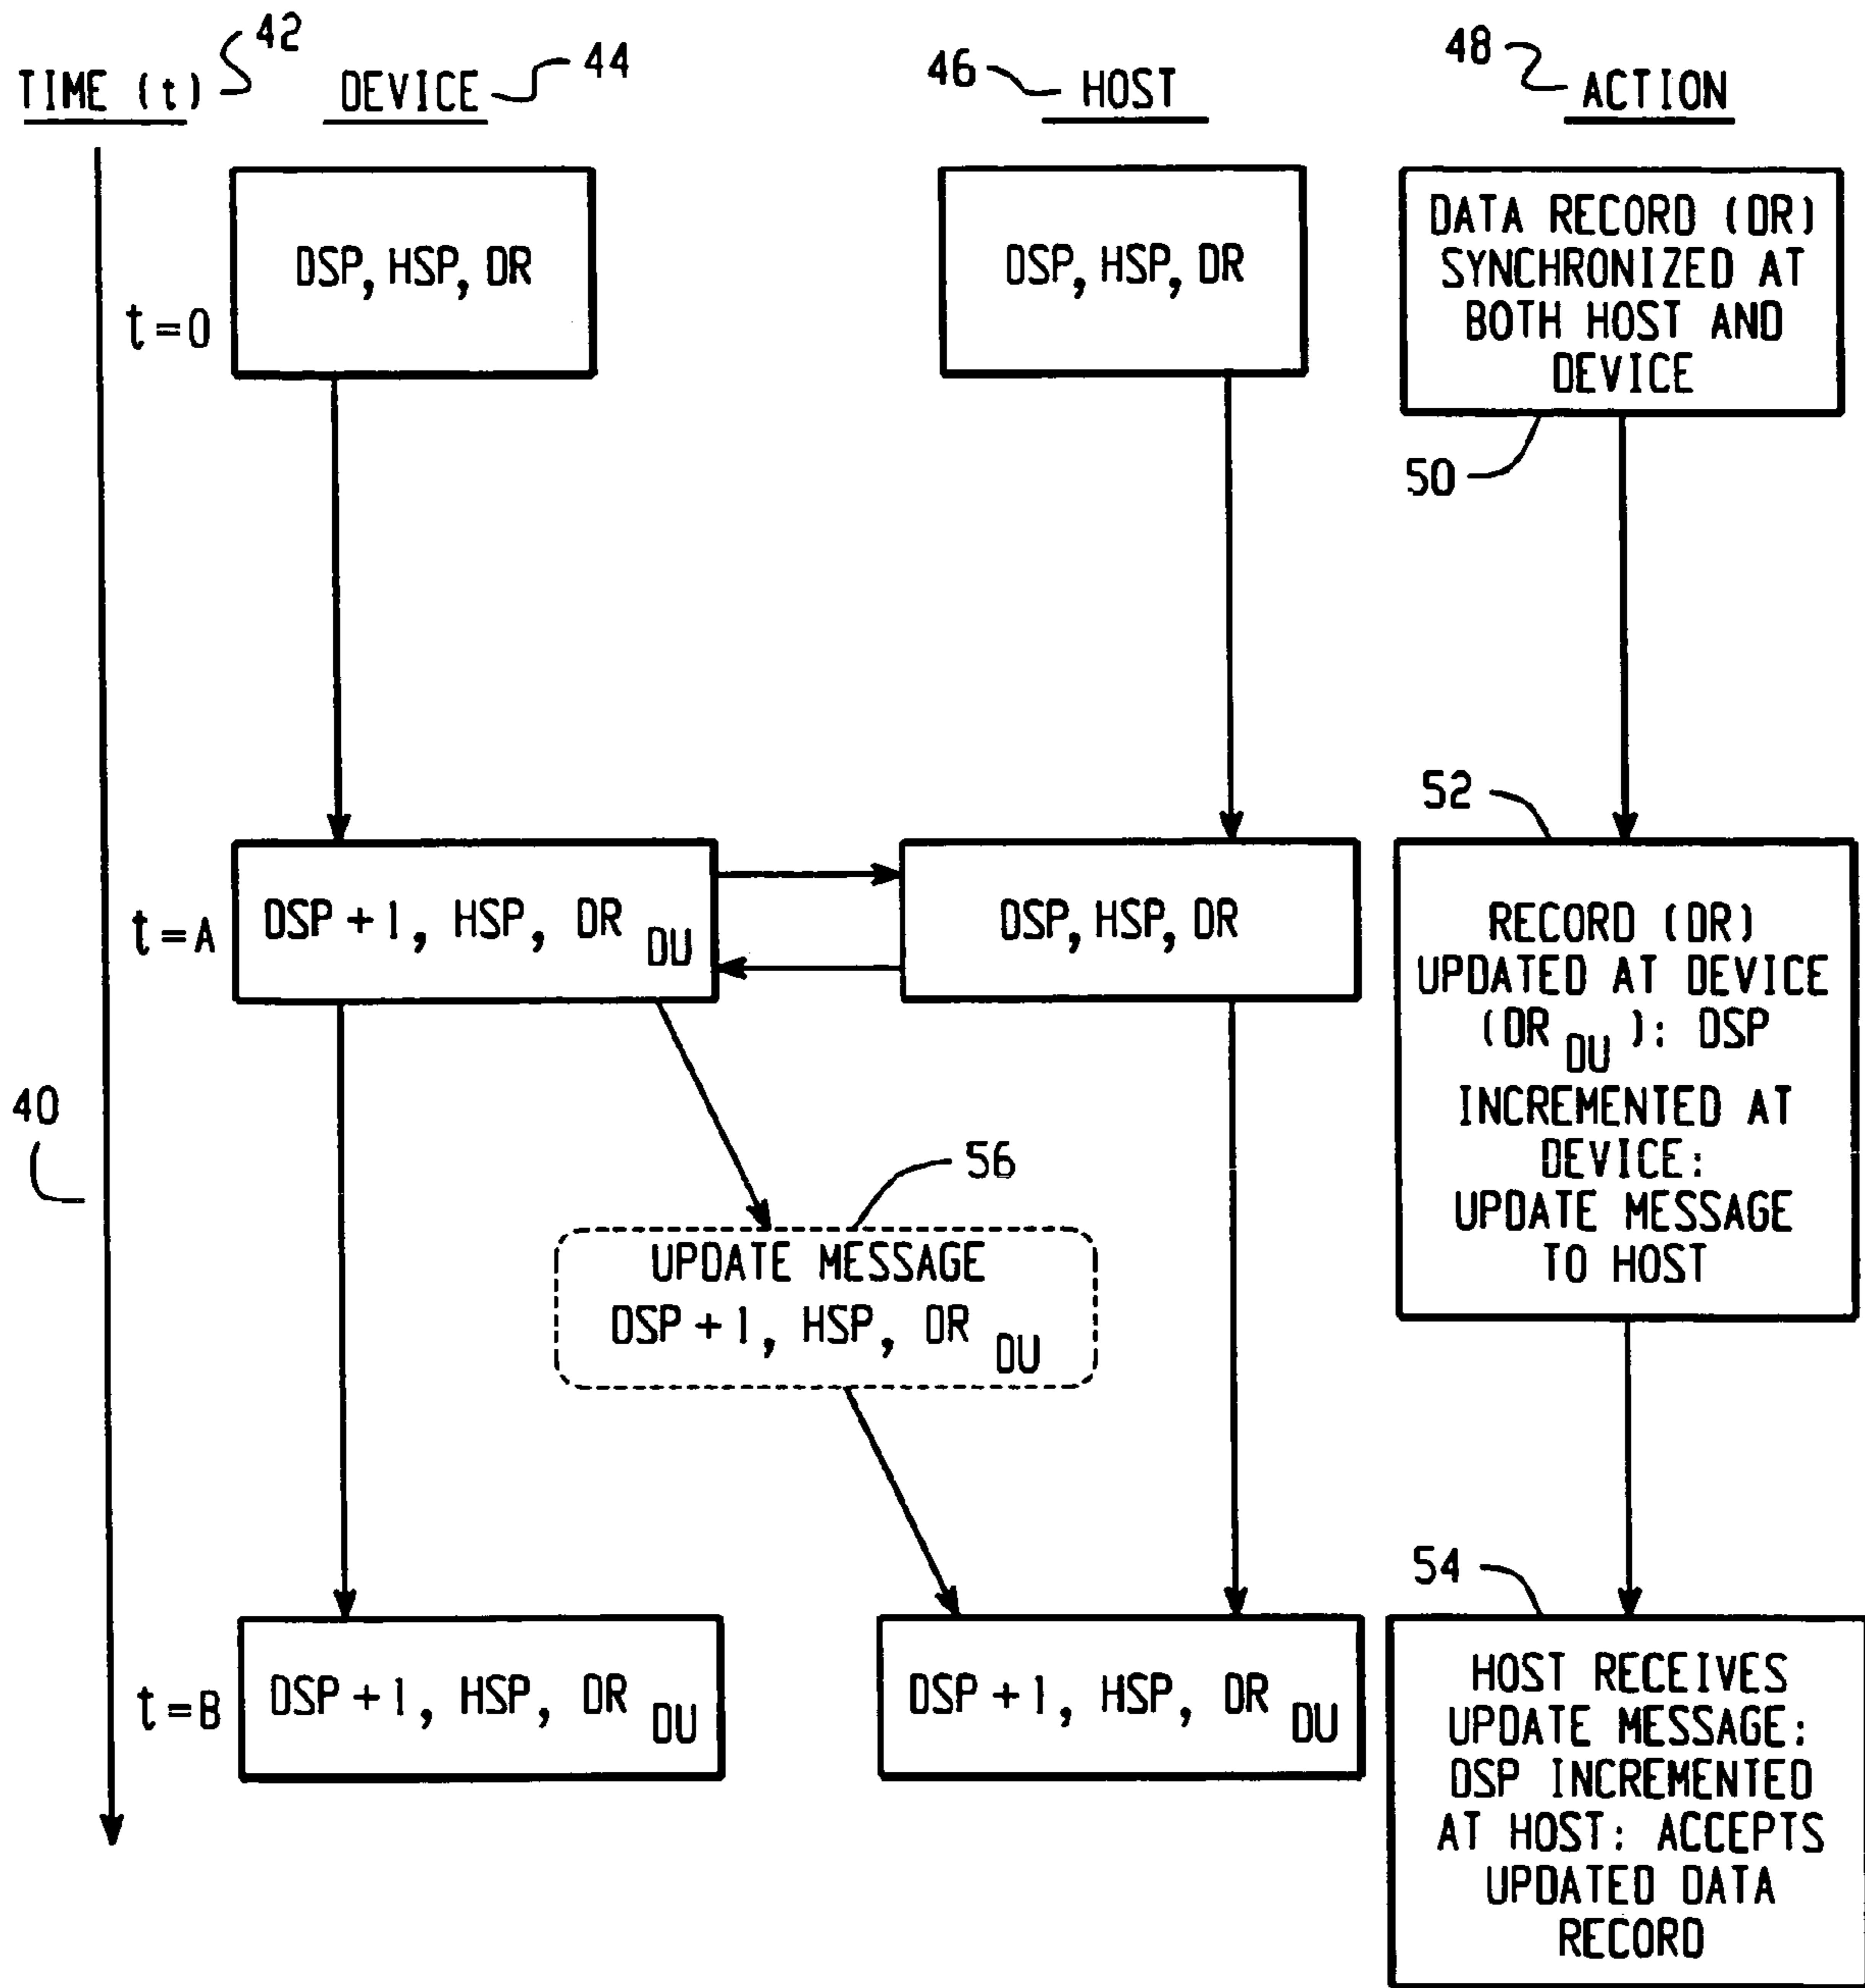 TIME (t) 42
DEVICE 44
46 HOST
48 ACTION
t=0
DSP, HSP, DR
DSP, HSP, DR
DATA RECORD (DR)
SYNCHRONIZED AT
BOTH HOST AND
DEVICE
50
t=A
DSP+1, HSP, DR DU
DSP, HSP, DR
52
RECORD (DR)
UPDATED AT DEVICE
(DR DU): DSP
INCREMENTED AT
DEVICE:
UPDATE MESSAGE
TO HOST
40
56
UPDATE MESSAGE
DSP+1, HSP, DR DU
t=B
DSP+1, HSP, DR DU
DSP+1, HSP, DR DU
54
HOST RECEIVES
UPDATE MESSAGE:
DSP INCREMENTED
AT HOST: ACCEPTS
UPDATED DATA
RECORD